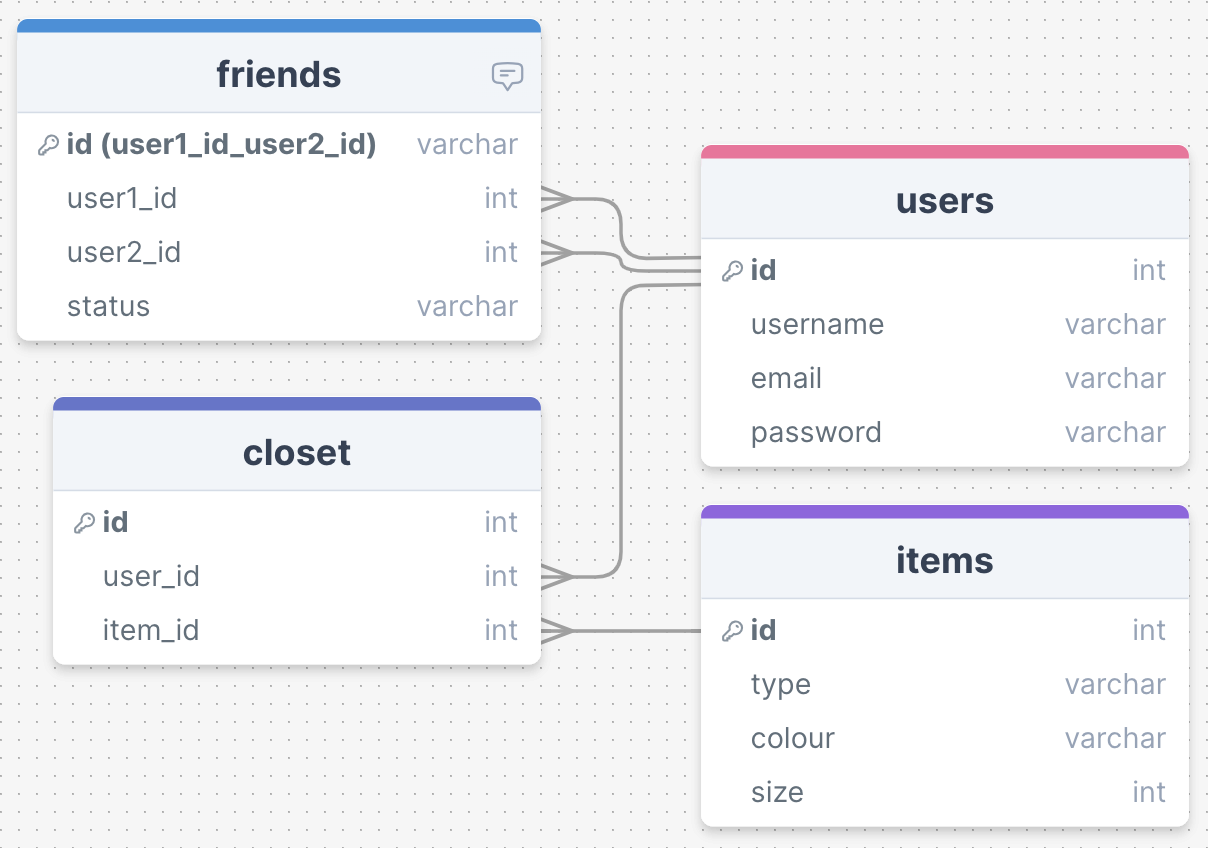 friends
id (user1_id_user2_id) varchar
user1_id int
user2_id int
status varchar
users
id int
username varchar
email varchar
password varchar
closet
id int
user_id int
item_id int
items
id int
type varchar
colour varchar
size int